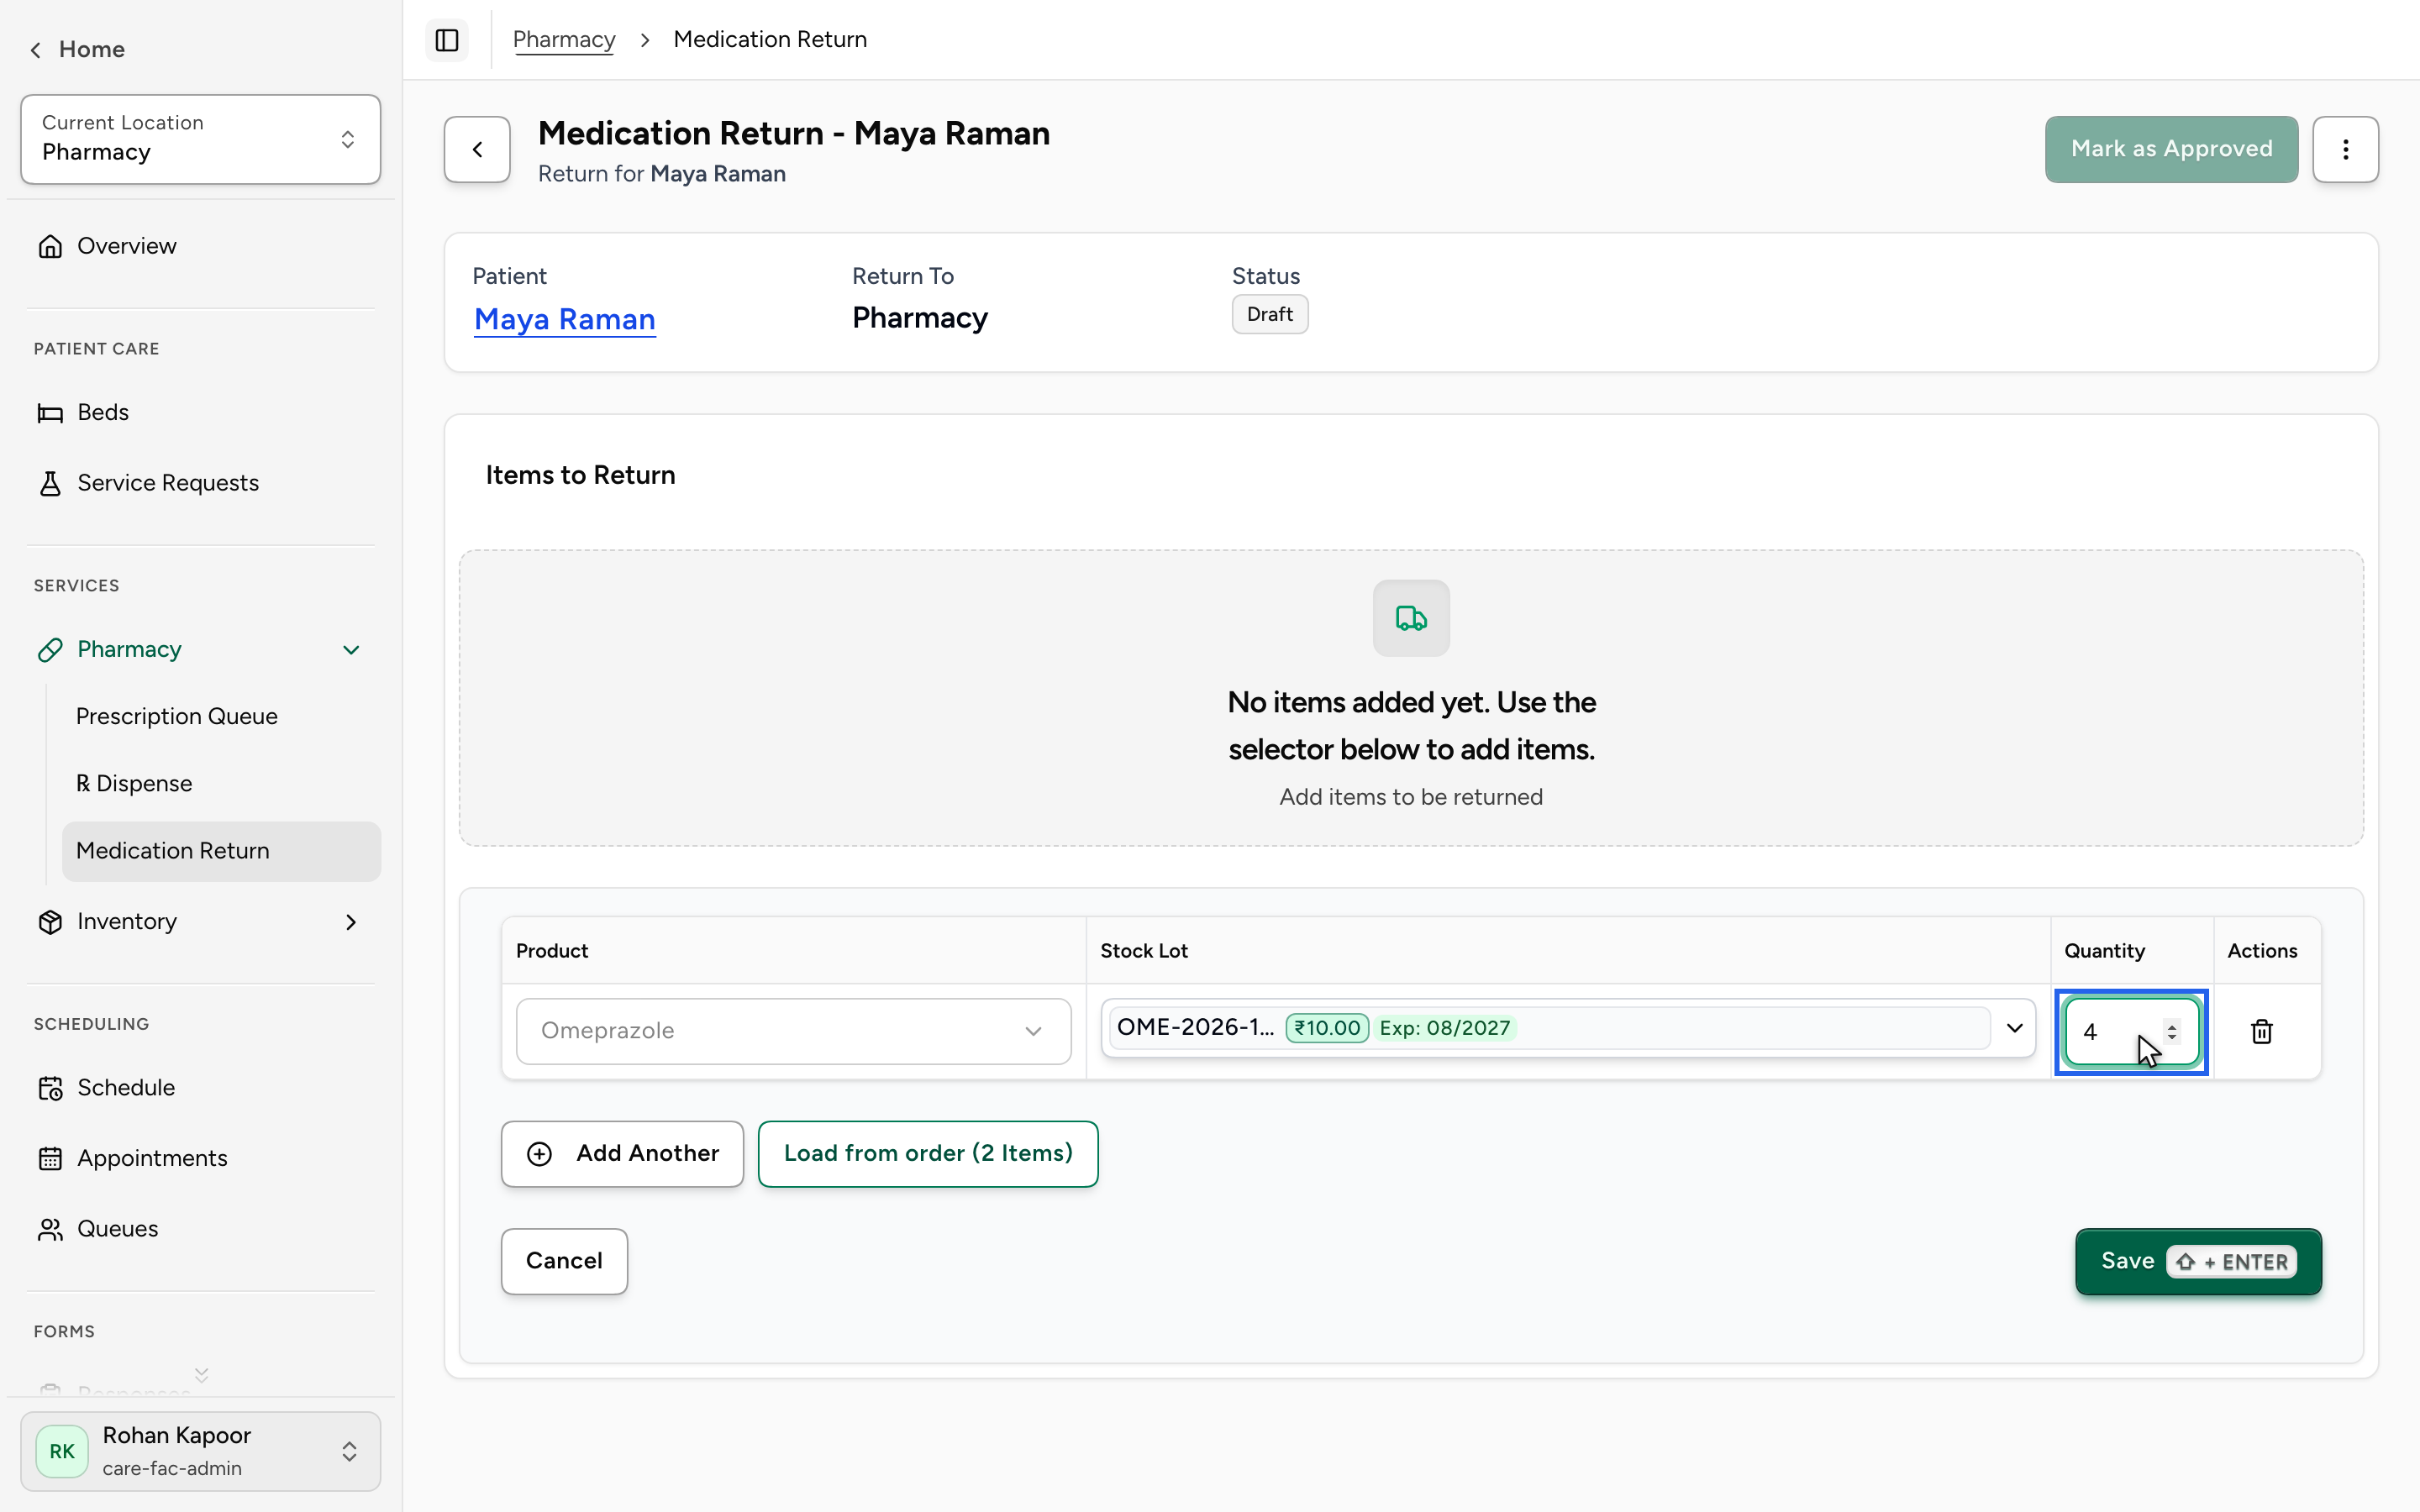 Home
Current Location
Pharmacy
Overview
PATIENT CARE
Beds
Service Requests
SERVICES
Pharmacy
Prescription Queue
℞ Dispense
Medication Return
Inventory
SCHEDULING
Schedule
Appointments
Queues
FORMS
Responses
RK
Rohan Kapoor
care-fac-admin
Pharmacy > Medication Return
Medication Return - Maya Raman
Return for Maya Raman
Mark as Approved
Patient
Maya Raman
Return To
Pharmacy
Status
Draft
Items to Return
No items added yet. Use the
selector below to add items.
Add items to be returned
Product
Stock Lot
Quantity
Actions
Omeprazole
OME-2026-1... ₹10.00 Exp: 08/2027
4
Add Another
Load from order (2 Items)
Cancel
Save ⇧ + ENTER